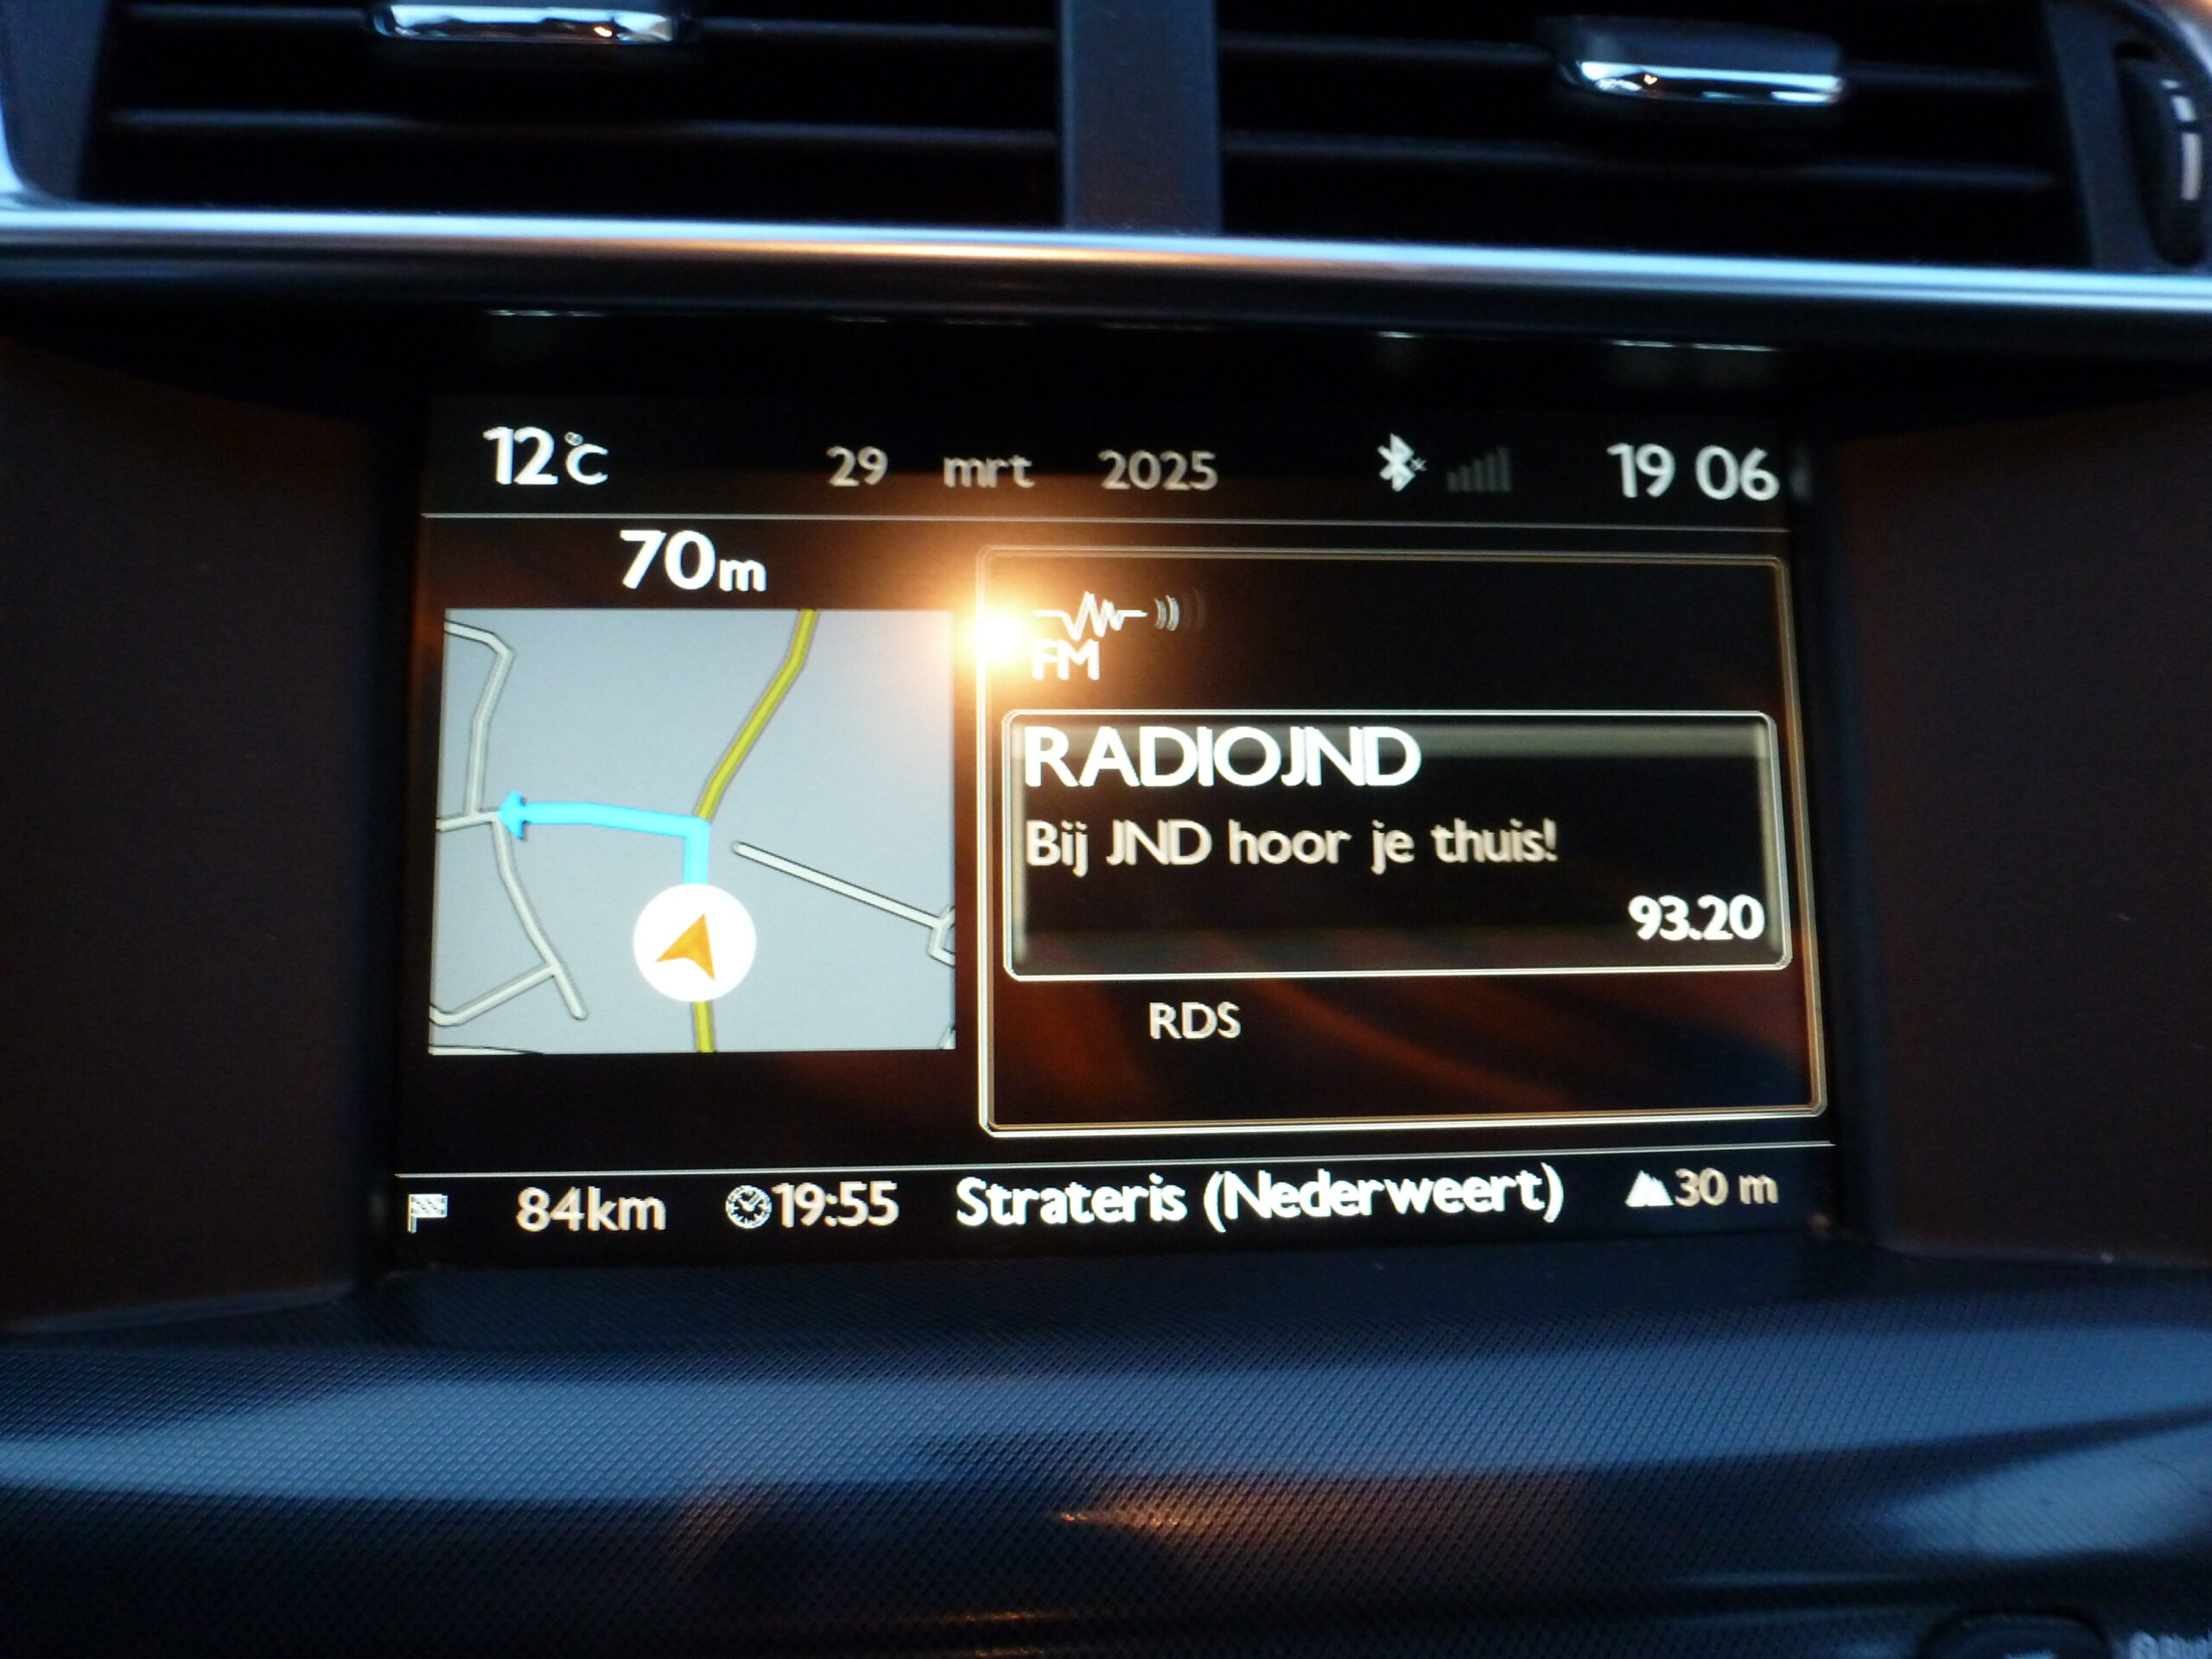 12°C 29 mrt 2025 19 06
70m
FM
RADIOJND
Bij JND hoor je thuis!
93.20
RDS
84km 19:55 Strateris (Nederweert) 30 m